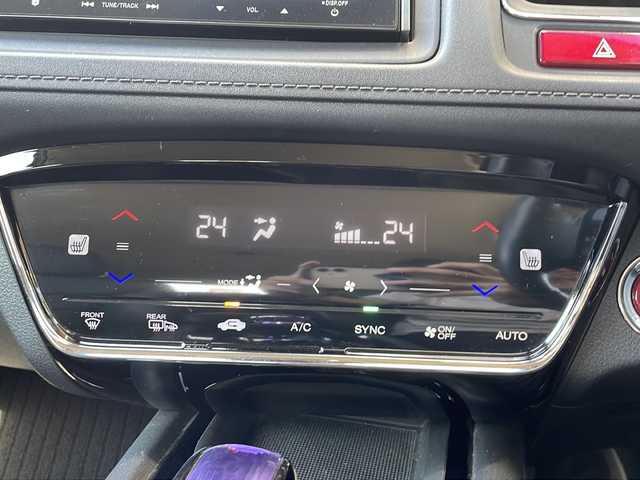 TUNE/TRACK VOL DISP.OFF
24 24
MODE
FRONT REAR A/C SYNC ON/OFF AUTO